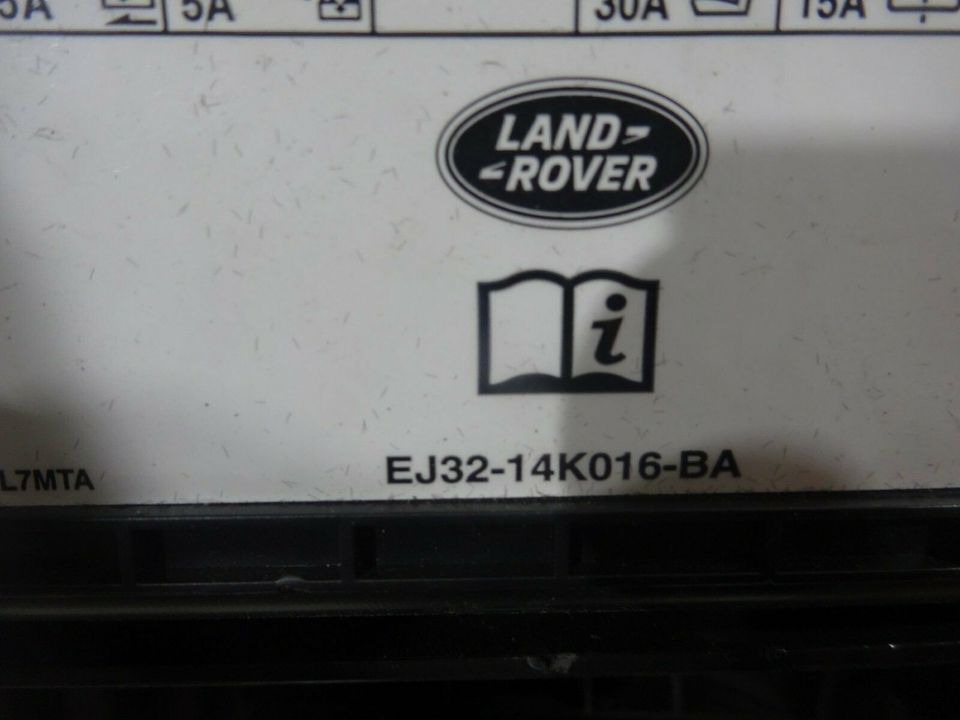 5A 5A 30A 15A
LAND
ROVER
i
L7MTA EJ32-14K016-BA